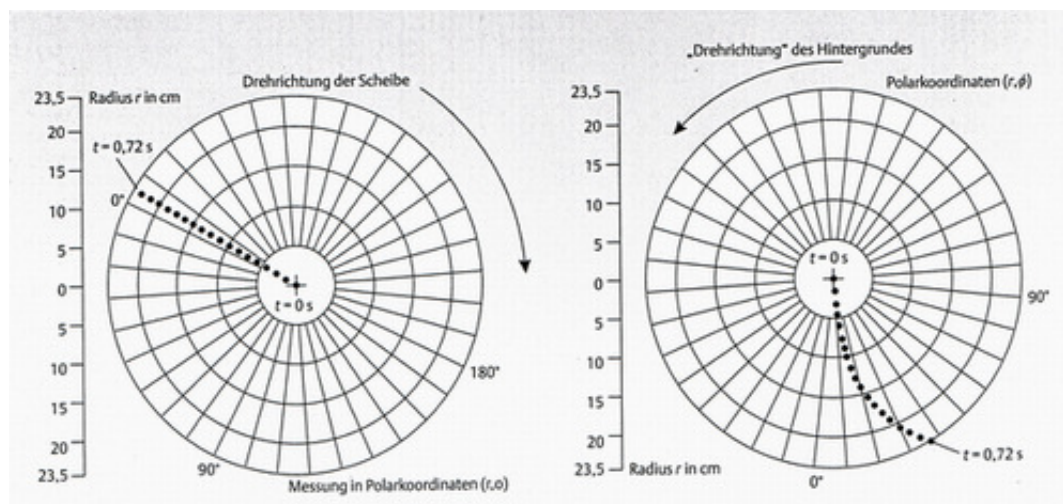 Drehrichtung der Scheibe
23,5
Radius r in cm
20
t = 0,72 s
15
0°
10
5
0
t = 0 s
5
10
180°
15
20
90°
23,5
Messung in Polarkoordinaten (r,o)
„Drehrichtung" des Hintergrundes
Polarkoordinaten (r,ϕ)
23,5
20
15
10
5
t = 0 s
0
90°
5
10
15
20
t = 0,72 s
23,5
Radius r in cm
0°